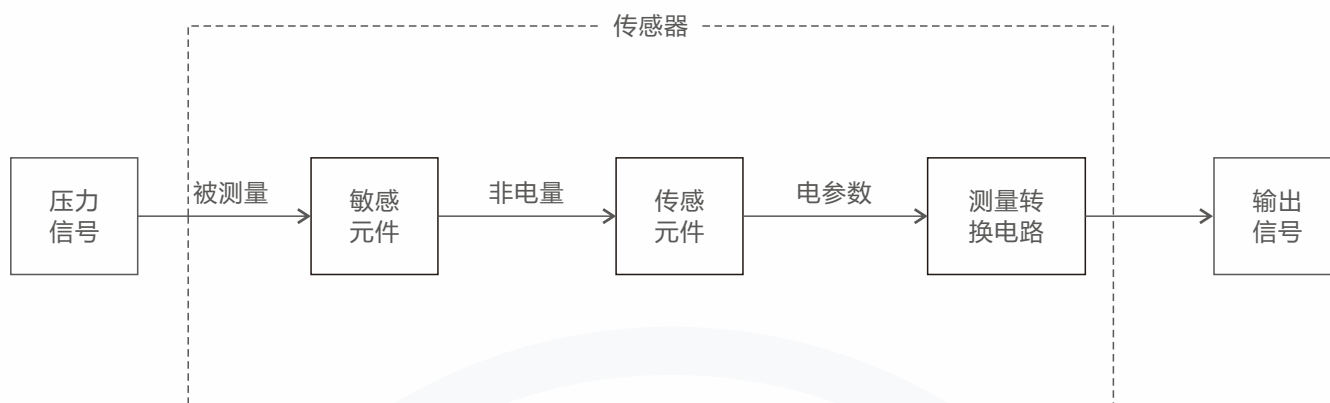 传感器
被测量
非电量
电参数
压力
信号
敏感
元件
传感
元件
测量转
换电路
输出
信号